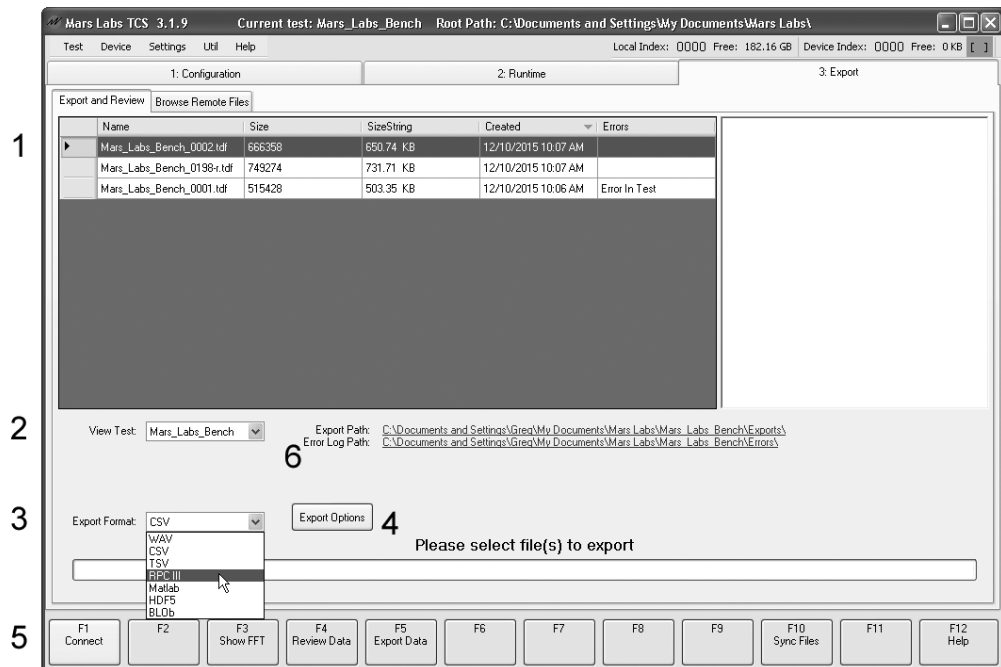 Mars Labs TCS 3.1.9 Current test: Mars_Labs_Bench Root Path: C:\Documents and Settings\My Documents\Mars Labs\
Test Device Settings Util Help Local Index: 0000 Free: 182.16 GB Device Index: 0000 Free: 0 KB [ ]
1: Configuration 2: Runtime 3: Export
Export and Review Browse Remote Files
Name Size SizeString Created Errors
1
Mars_Labs_Bench_0002.tdf 666358 650.74 KB 12/10/2015 10:07 AM
Mars_Labs_Bench_0198-r.tdf 749274 731.71 KB 12/10/2015 10:07 AM
Mars_Labs_Bench_0001.tdf 515428 503.35 KB 12/10/2015 10:06 AM Error In Test
2
View Test: Mars_Labs_Bench
Export Path: C:\Documents and Settings\Greg\My Documents\Mars Labs\Mars_Labs_Bench\Exports\
6
Error Log Path: C:\Documents and Settings\Greg\My Documents\Mars Labs\Mars_Labs_Bench\Errors\
3
Export Format: CSV
Export Options
4
Please select file(s) to export
WAV
CSV
TSV
RPC III
Matlab
HDF5
BLOb
5
F1 Connect
F2
F3 Show FFT
F4 Review Data
F5 Export Data
F6
F7
F8
F9
F10 Sync Files
F11
F12 Help